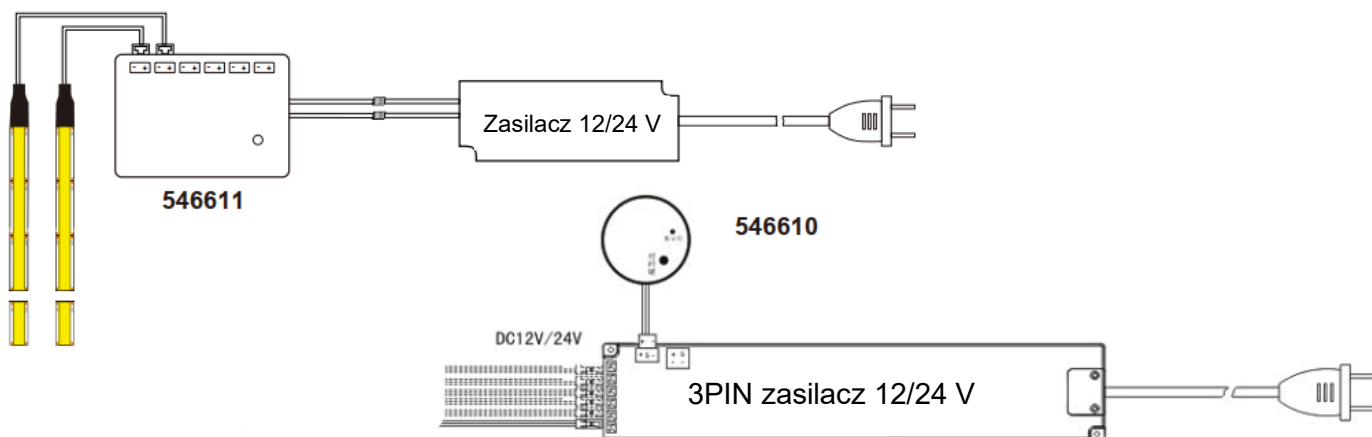 - + - + - + - + - + - +
Zasilacz 12/24 V
546611
546610
DC12V/24V
3PIN zasilacz 12/24 V